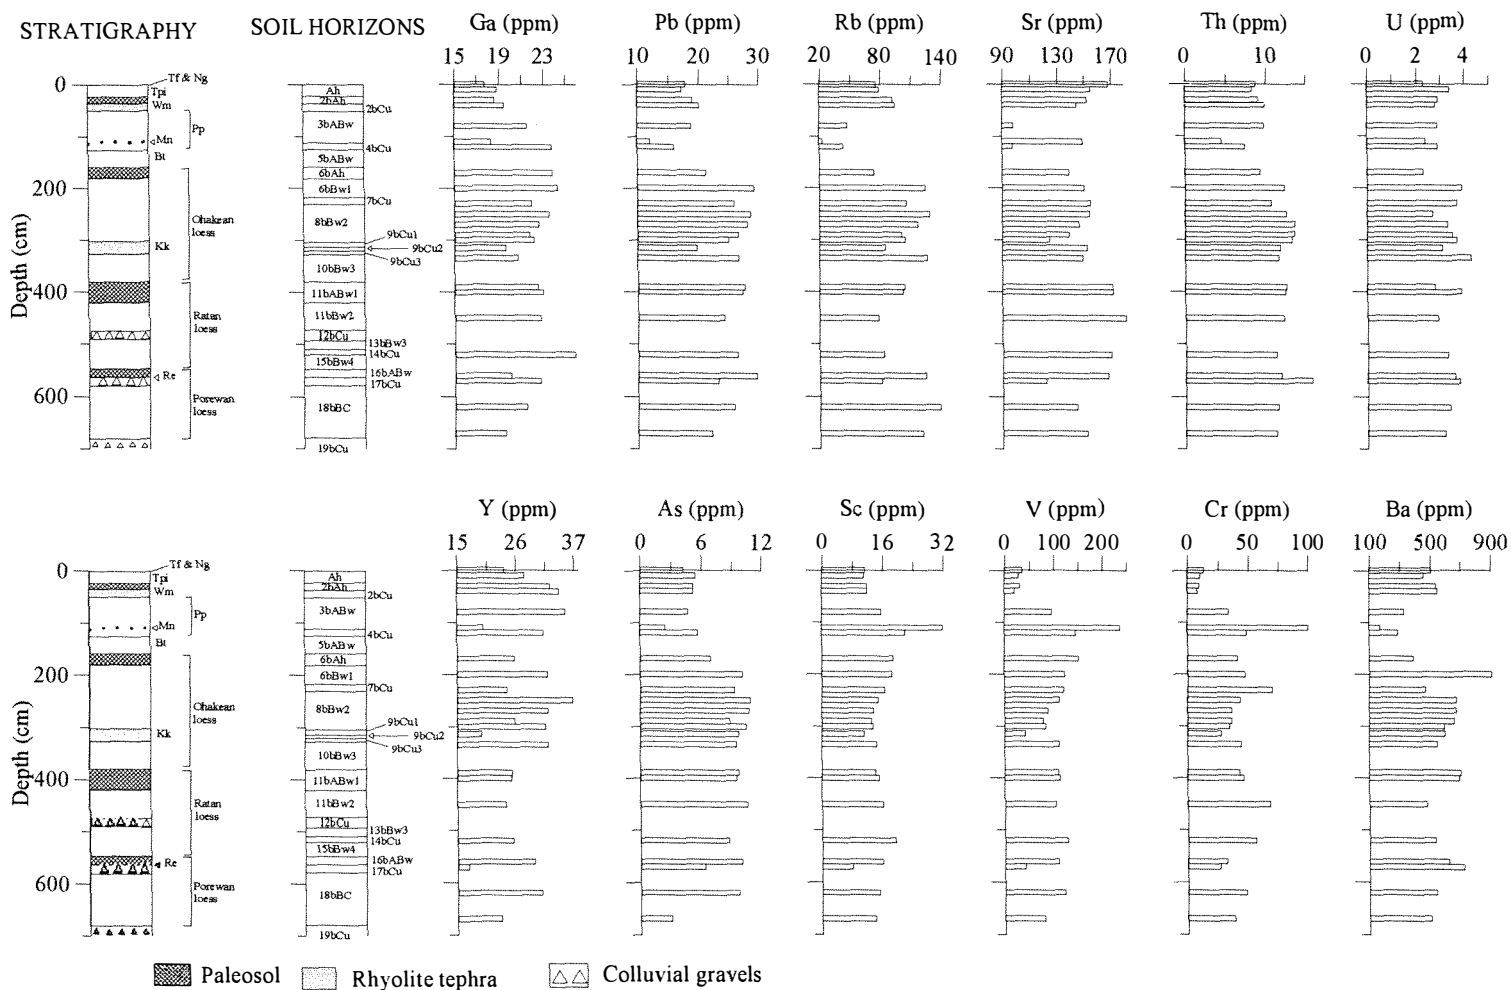 STRATIGRAPHY
SOIL HORIZONS
Ga (ppm)
15 19 23
Pb (ppm)
10 20 30
Rb (ppm)
20 80 140
Sr (ppm)
90 130 170
Th (ppm)
0 10
U (ppm)
0 2 4
Depth (cm)
0
200
400
600
Tf & Ng
Tpi
Wm
Pp
Mn
Bt
Ohakean
loess
Kk
Ratan
loess
Re
Porewan
loess
Ah
2bAh
2bCu
3bABw
4bCu
5bABw
6bAh
6bBw1
7bCu
8bBw2
9bCu1
9bCu2
9bCu3
10bBw3
11bABw1
11bBw2
12bCu
13bBw3
14bCu
15bBw4
16bABw
17bCu
18bBC
19bCu
Y (ppm)
15 26 37
As (ppm)
0 6 12
Sc (ppm)
0 16 32
V (ppm)
0 100 200
Cr (ppm)
0 50 100
Ba (ppm)
100 500 900
Depth (cm)
0
200
400
600
Tf & Ng
Tpi
Wm
Pp
Mn
Bt
Ohakean
loess
Kk
Ratan
loess
Re
Porewan
loess
Ah
2bAh
2bCu
3bABw
4bCu
5bABw
6bAh
6bBw1
7bCu
8bBw2
9bCu1
9bCu2
9bCu3
10bBw3
11bABw1
11bBw2
12bCu
13bBw3
14bCu
15bBw4
16bABw
17bCu
18bBC
19bCu
Paleosol
Rhyolite tephra
Colluvial gravels